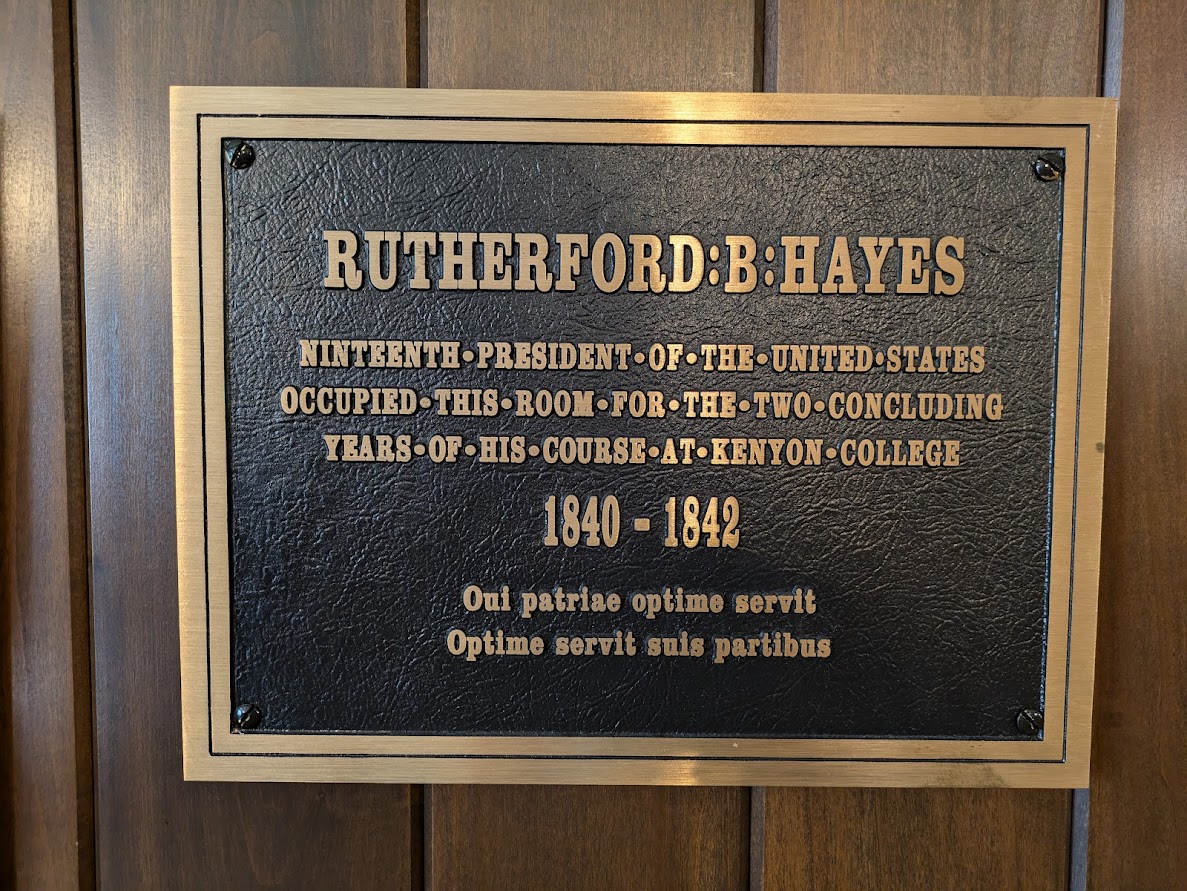 RUTHERFORD:B:HAYES
NINTEENTH•PRESIDENT•OF•THE•UNITED•STATES
OCCUPIED•THIS•ROOM•FOR•THE•TWO•CONCLUDING
YEARS•OF•HIS•COURSE•AT•KENYON•COLLEGE
1840 - 1842
Oui patriae optime servit
Optime servit suis partibus